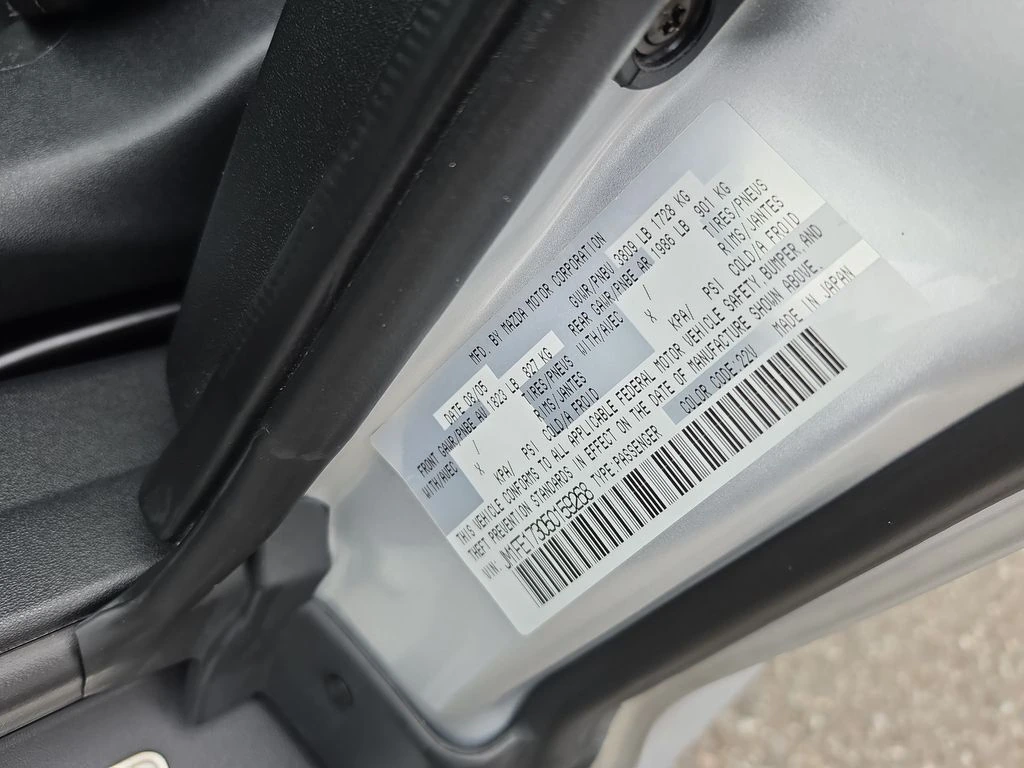 MFD. BY MAZDA MOTOR CORPORATION
DATE 08/05 GVWR/PNBV 3809 LB 1728 KG
FRONT GAWR/PNBE AV 1823 LB 827 KG REAR GAWR/PNBE AR 1986 LB 901 KG
WITH/AVEC TIRES/PNEUS WITH/AVEC TIRES/PNEUS
/ RIMS/JANTES / RIMS/JANTES
X COLD/A FROID X COLD/A FROID
KPA/ PSI KPA/ PSI
THIS VEHICLE CONFORMS TO ALL APPLICABLE FEDERAL MOTOR VEHICLE SAFETY, BUMPER AND
THEFT PREVENTION STANDARDS IN EFFECT ON THE DATE OF MANUFACTURE SHOWN ABOVE.
VIN: TYPE PASSENGER COLOR CODE:22V MADE IN JAPAN